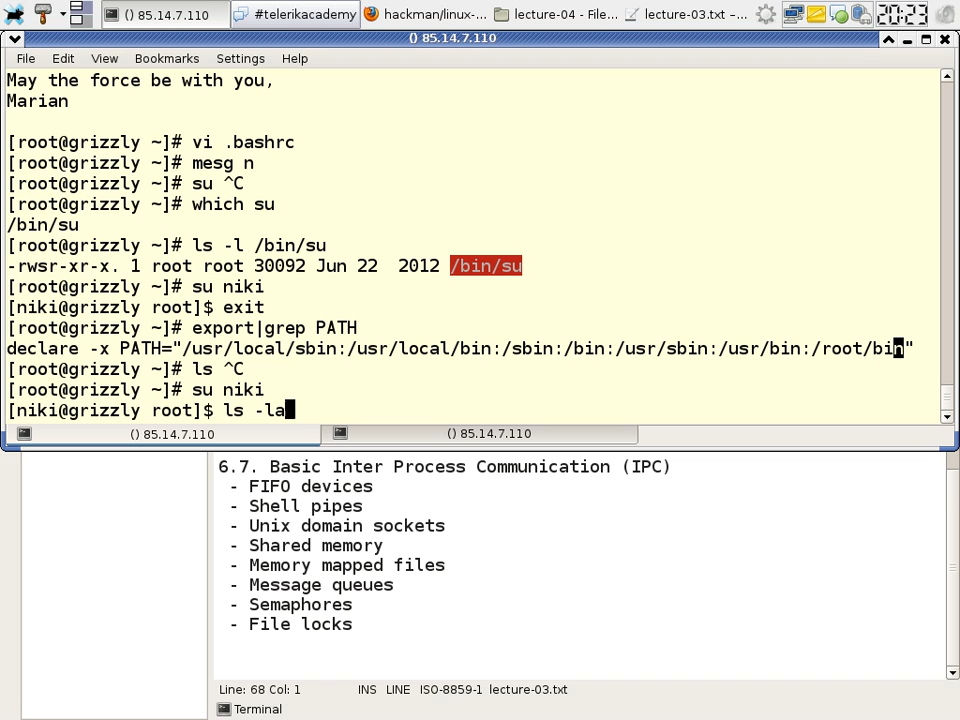 () 85.14.7.110
#telerikacademy
hackman/linux-...
lecture-04 - File...
lecture-03.txt –...
20:23
() 85.14.7.110
File Edit View Bookmarks Settings Help
May the force be with you,
Marian
[root@grizzly ~]# vi .bashrc
[root@grizzly ~]# mesg n
[root@grizzly ~]# su ^C
[root@grizzly ~]# which su
/bin/su
[root@grizzly ~]# ls -l /bin/su
-rwsr-xr-x. 1 root root 30092 Jun 22  2012 /bin/su
[root@grizzly ~]# su niki
[niki@grizzly root]$ exit
[root@grizzly ~]# export|grep PATH
declare -x PATH="/usr/local/sbin:/usr/local/bin:/sbin:/bin:/usr/sbin:/usr/bin:/root/bin"
[root@grizzly ~]# ls ^C
[root@grizzly ~]# su niki
[niki@grizzly root]$ ls -la
() 85.14.7.110
() 85.14.7.110
6.7. Basic Inter Process Communication (IPC)
- FIFO devices
- Shell pipes
- Unix domain sockets
- Shared memory
- Memory mapped files
- Message queues
- Semaphores
- File locks
Line: 68 Col: 1 INS LINE ISO-8859-1 lecture-03.txt
Terminal